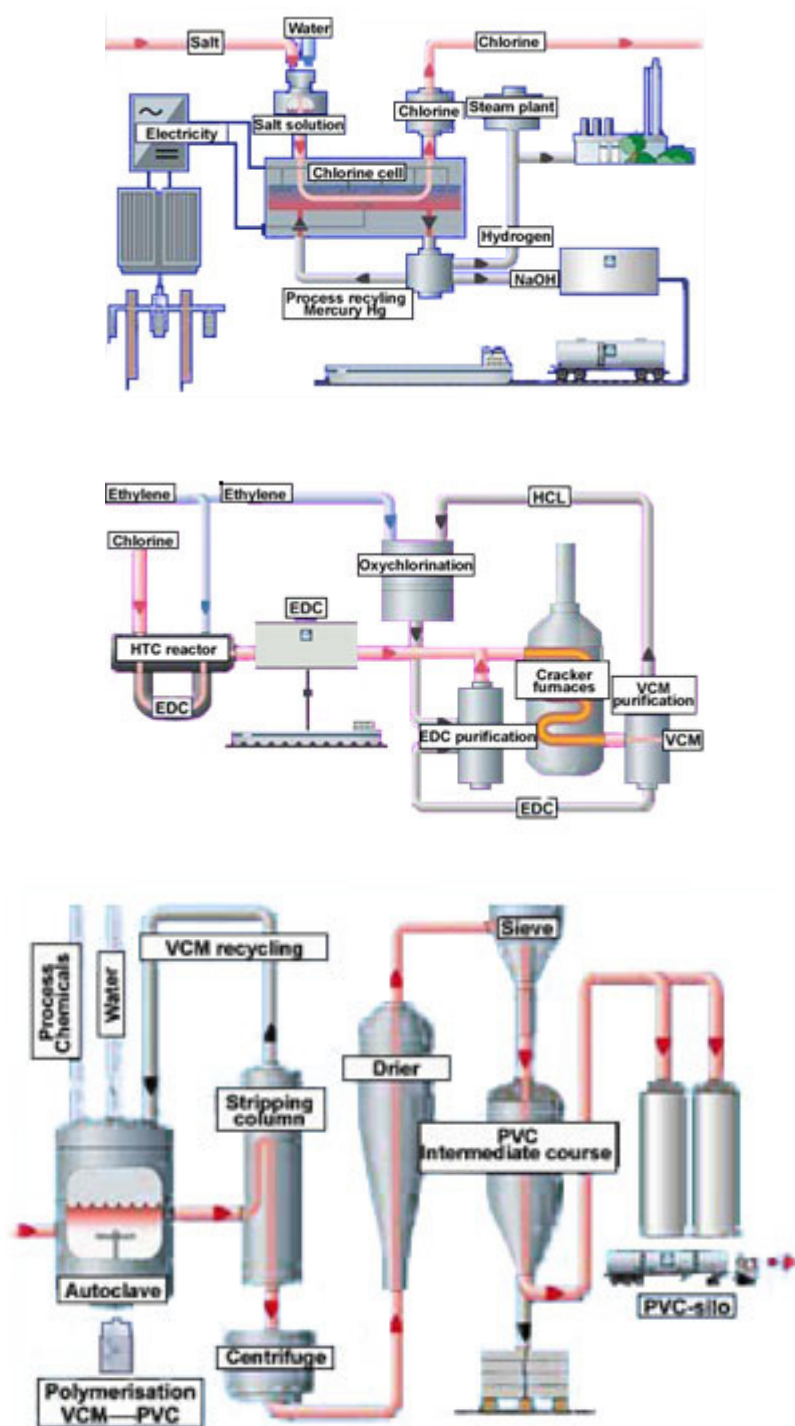 Water
Salt
Chlorine
Chlorine
Steam plant
Electricity
Salt solution
Chlorine cell
Hydrogen
Process recyling
Mercury Hg
NaOH
Ethylene
Ethylene
HCL
Chlorine
Oxychlorination
EDC
HTC reactor
Cracker
furnaces
VCM
purification
EDC
EDC purification
VCM
EDC
Process
Chemicals
Water
VCM recycling
Sieve
Drier
Stripping
column
PVC
Intermediate course
Autoclave
PVC-silo
Centrifuge
Polymerisation
VCM—PVC